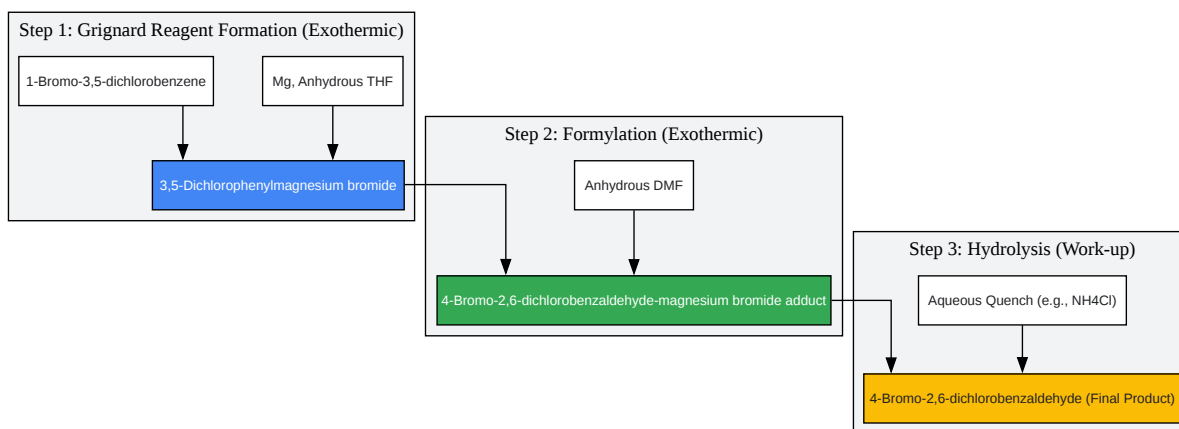 Step 1: Grignard Reagent Formation (Exothermic)
1-Bromo-3,5-dichlorobenzene
Mg, Anhydrous THF
3,5-Dichlorophenylmagnesium bromide
Step 2: Formylation (Exothermic)
Anhydrous DMF
4-Bromo-2,6-dichlorobenzaldehyde-magnesium bromide adduct
Step 3: Hydrolysis (Work-up)
Aqueous Quench (e.g., NH4Cl)
4-Bromo-2,6-dichlorobenzaldehyde (Final Product)